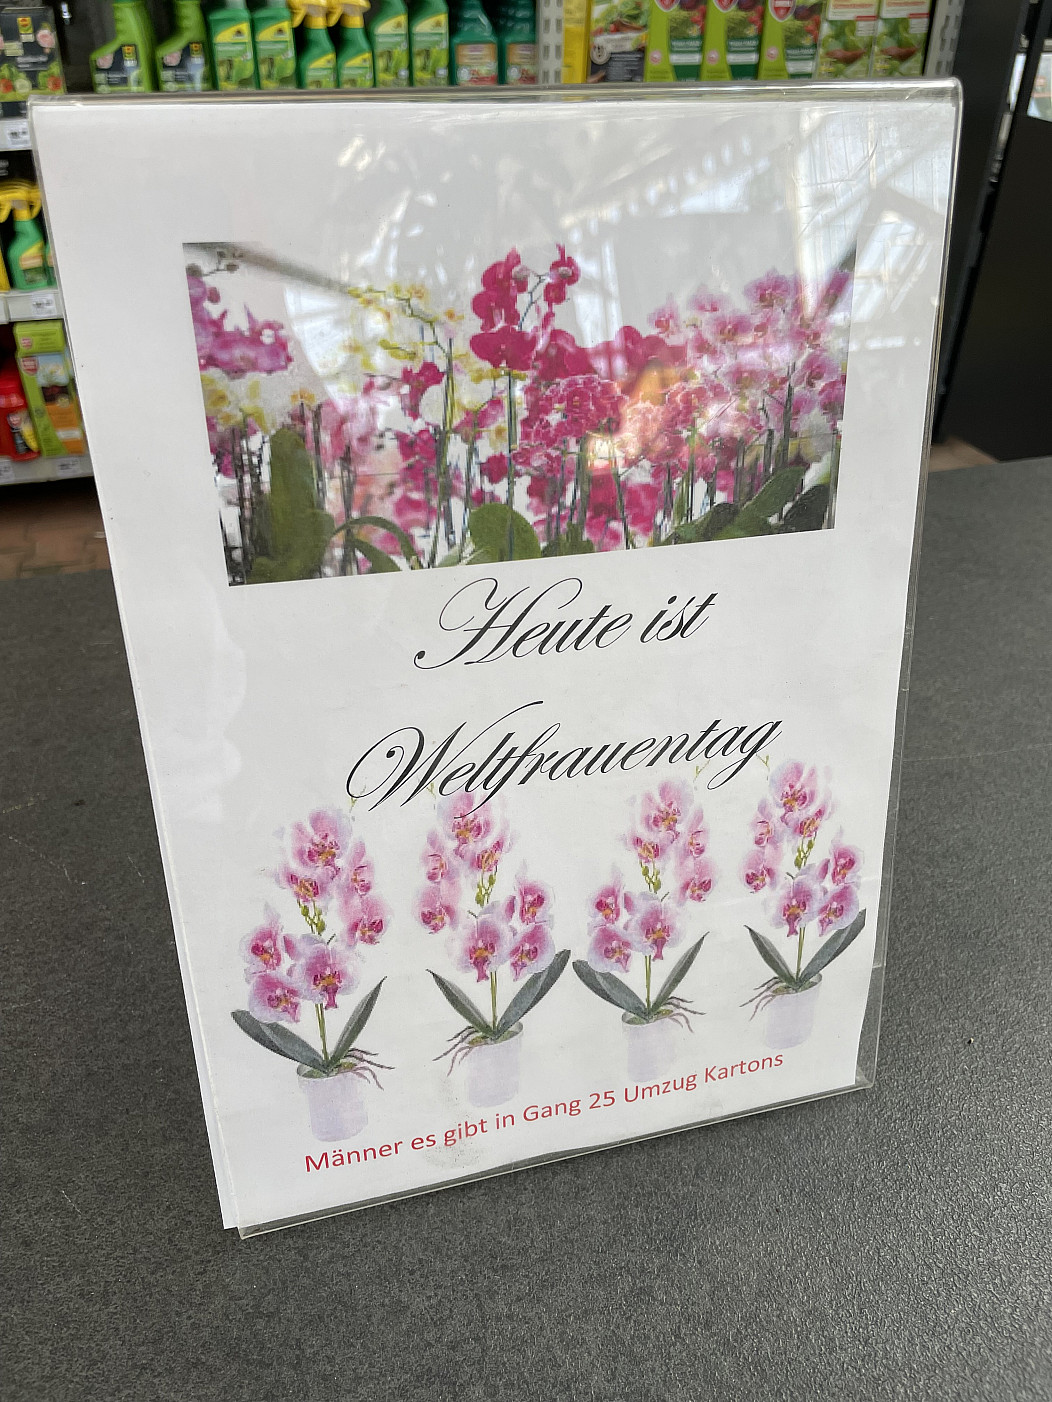 Heute ist
Weltfrauentag
Männer es gibt in Gang 25 Umzug Kartons